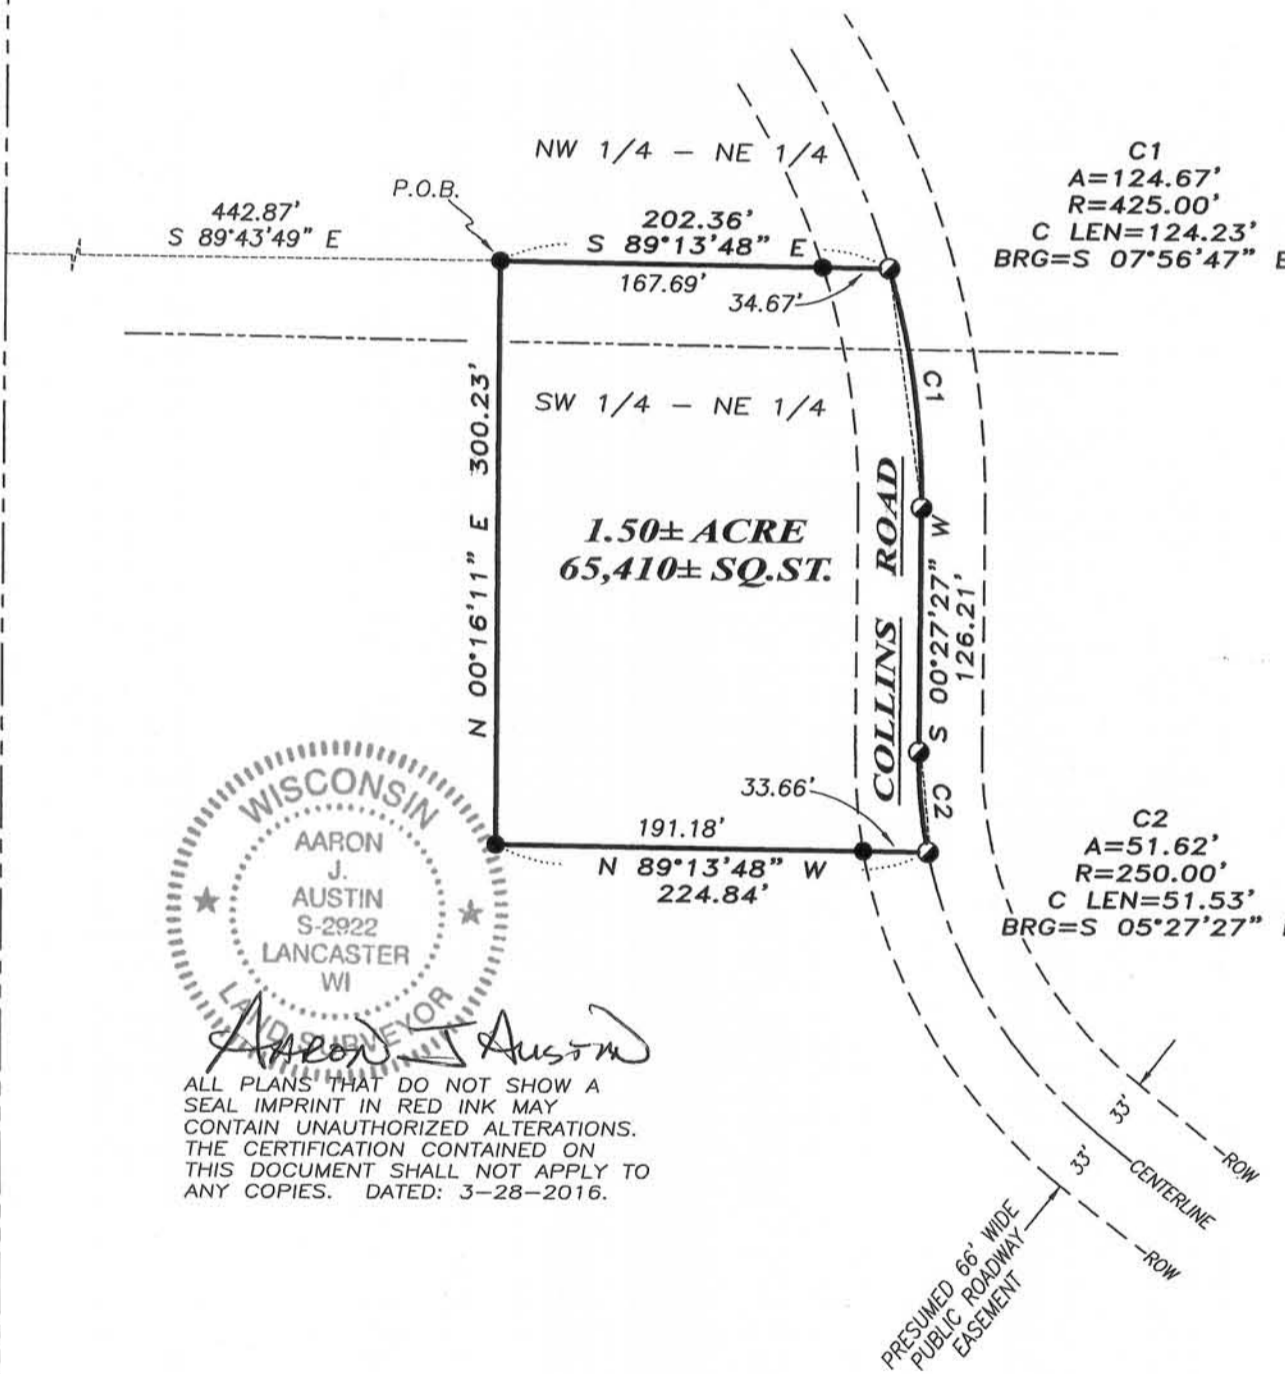 NW 1/4 – NE 1/4
C1
A=124.67'
R=425.00'
C LEN=124.23'
BRG=S 07°56'47" E
P.O.B.
442.87'
S 89°43'49" E
202.36'
S 89°13'48" E
167.69'
34.67'
C1
SW 1/4 – NE 1/4
N 00°16'11" E 300.23'
1.50± ACRE
65,410± SQ.ST.
COLLINS ROAD
S 00°27'27" W
126.21'
C2
33.66'
191.18'
N 89°13'48" W
224.84'
C2
A=51.62'
R=250.00'
C LEN=51.53'
BRG=S 05°27'27"
WISCONSIN
AARON
J.
AUSTIN
S-2922
LANCASTER
WI
LAND SURVEYOR
AARON J AUSTIN
ALL PLANS THAT DO NOT SHOW A
SEAL IMPRINT IN RED INK MAY
CONTAIN UNAUTHORIZED ALTERATIONS.
THE CERTIFICATION CONTAINED ON
THIS DOCUMENT SHALL NOT APPLY TO
ANY COPIES. DATED: 3–28–2016.
33'
33'
ROW
CENTERLINE
ROW
PRESUMED 66' WIDE
PUBLIC ROADWAY
EASEMENT